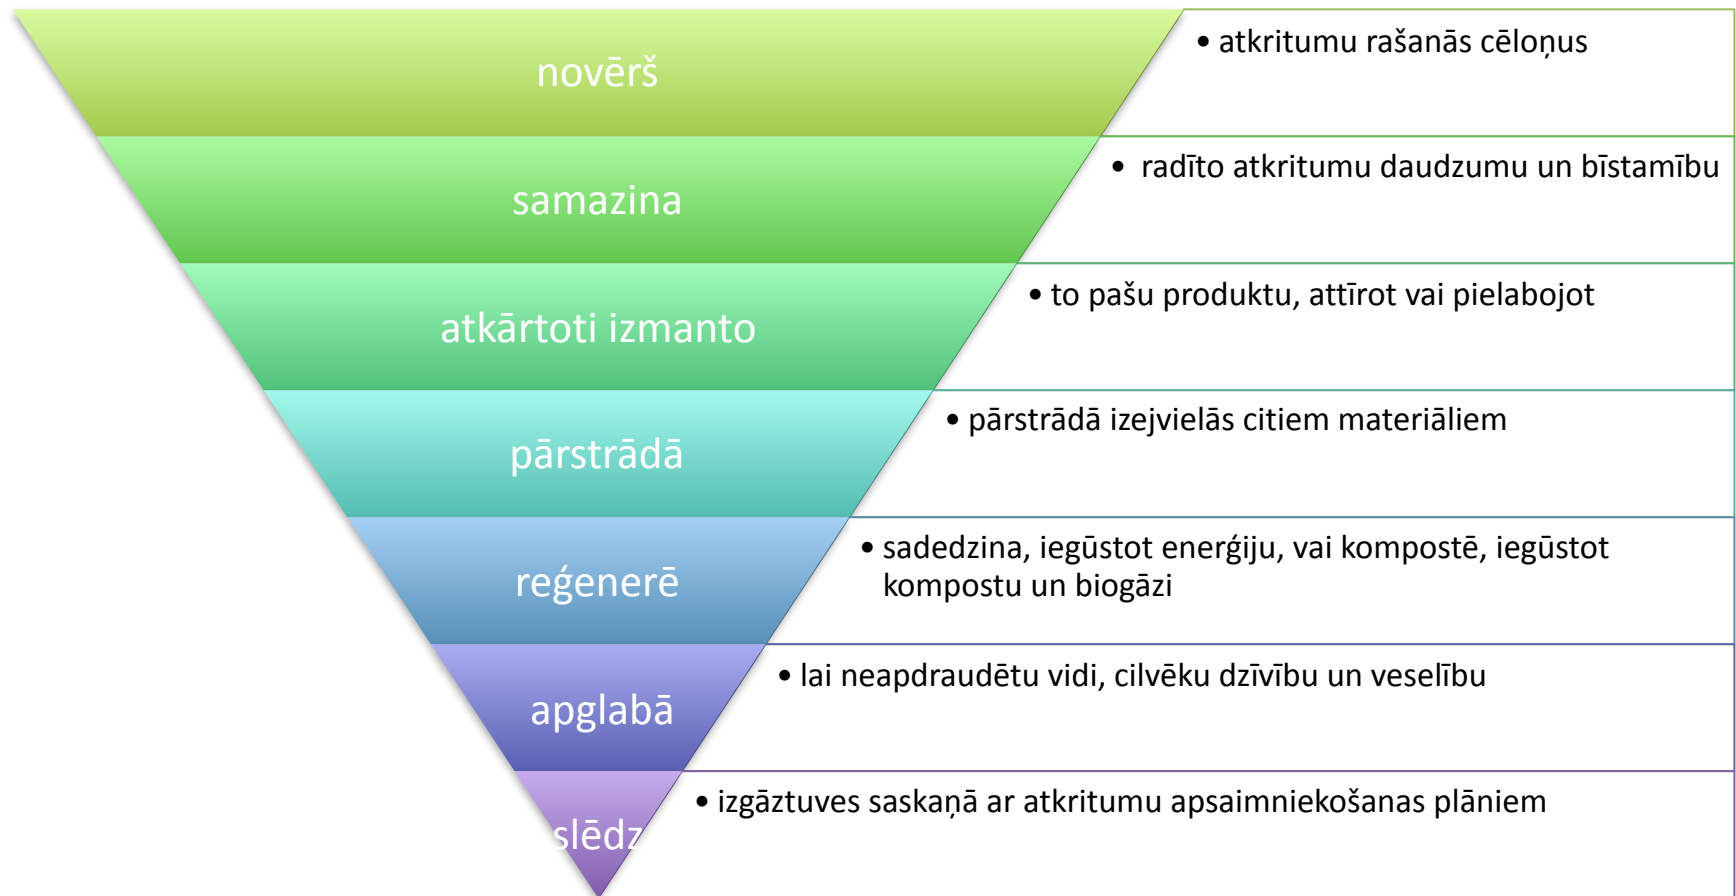 novērš
• atkritumu rašanās cēloņus
samazina
• radīto atkritumu daudzumu un bīstamību
atkārtoti izmanto
• to pašu produktu, attīrot vai pielabojot
pārstrādā
• pārstrādā izejvielās citiem materiāliem
reģenerē
• sadedzina, iegūstot enerģiju, vai kompostē, iegūstot
kompostu un biogāzi
apglabā
• lai neapdraudētu vidi, cilvēku dzīvību un veselību
slēdz
• izgāztuves saskaņā ar atkritumu apsaimniekošanas plāniem